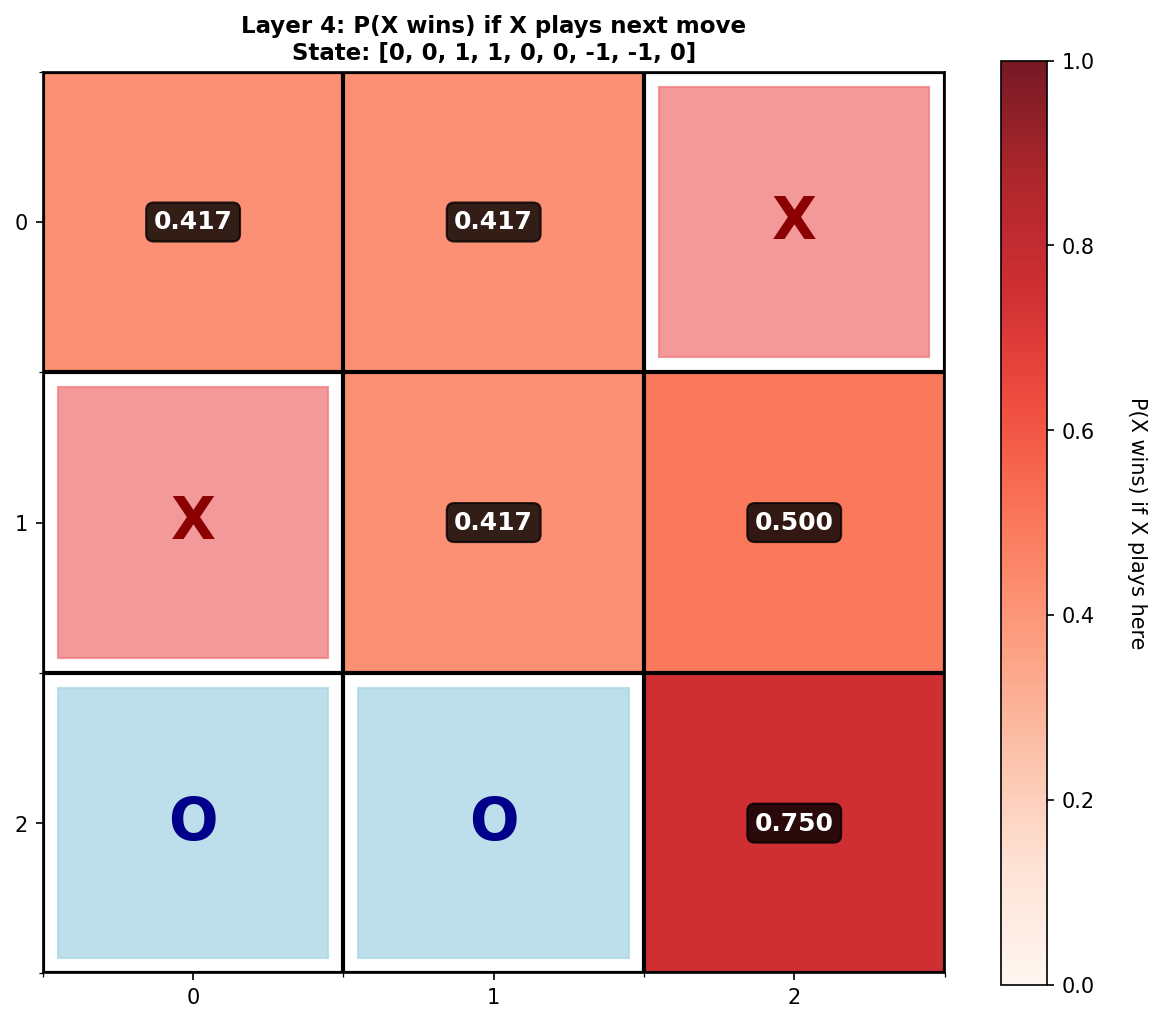 Layer 4: P(X wins) if X plays next move
State: [0, 0, 1, 1, 0, 0, -1, -1, 0]
0
0.417
0.417
X
1
X
0.417
0.500
2
O
O
0.750
0
1
2
1.0
0.8
0.6
0.4
0.2
0.0
P(X wins) if X plays here